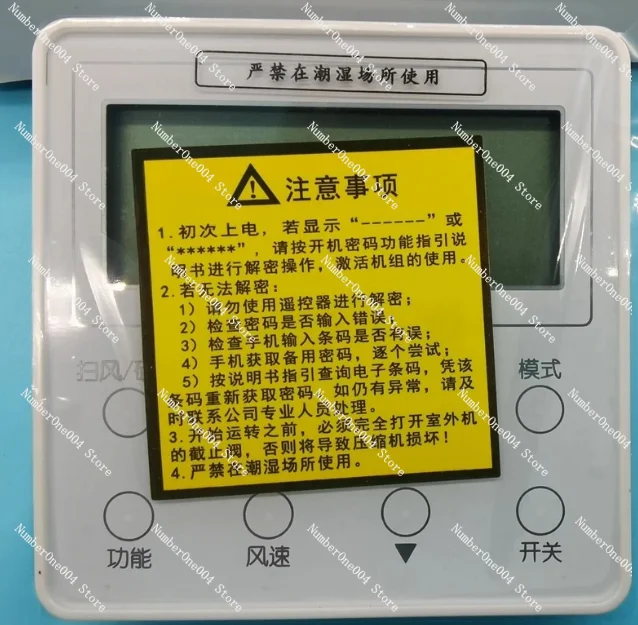 严禁在潮湿场所使用
注意事项
1.初次上电，若显示“------”或
“******”，请按开机密码功能指引说
明书进行解密操作，激活机组的使用。
2.若无法解密：
1）请勿使用遥控器进行解密；
2）检查密码是否输入错误；
3）检查手机输入条码是否有误；
4）手机获取备用密码，逐个尝试；
5）按说明书指引查询电子条码，凭该
条码重新获取密码。如仍有异常，请及
时联系公司专业人员处理。
3.开始运转之前，必须完全打开室外机
的截止阀，否则将导致压缩机损坏！
4.严禁在潮湿场所使用。
扫风/
模式
功能
风速
▼
开关
NumberOne004 Store